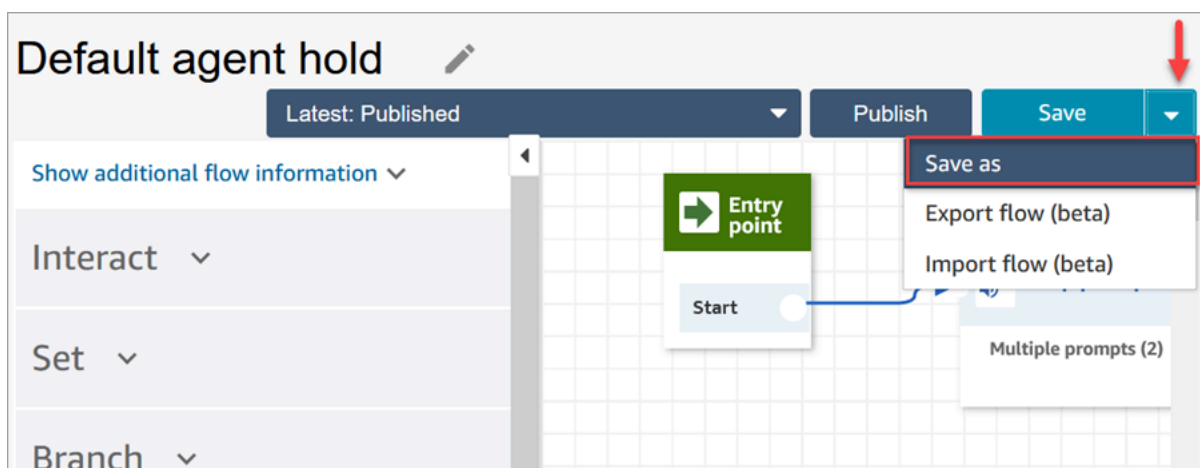 Default agent hold
Latest: Published
Publish
Save
Show additional flow information
Save as
Export flow (beta)
Import flow (beta)
Interact
Entry
point
Start
Set
Multiple prompts (2)
Branch